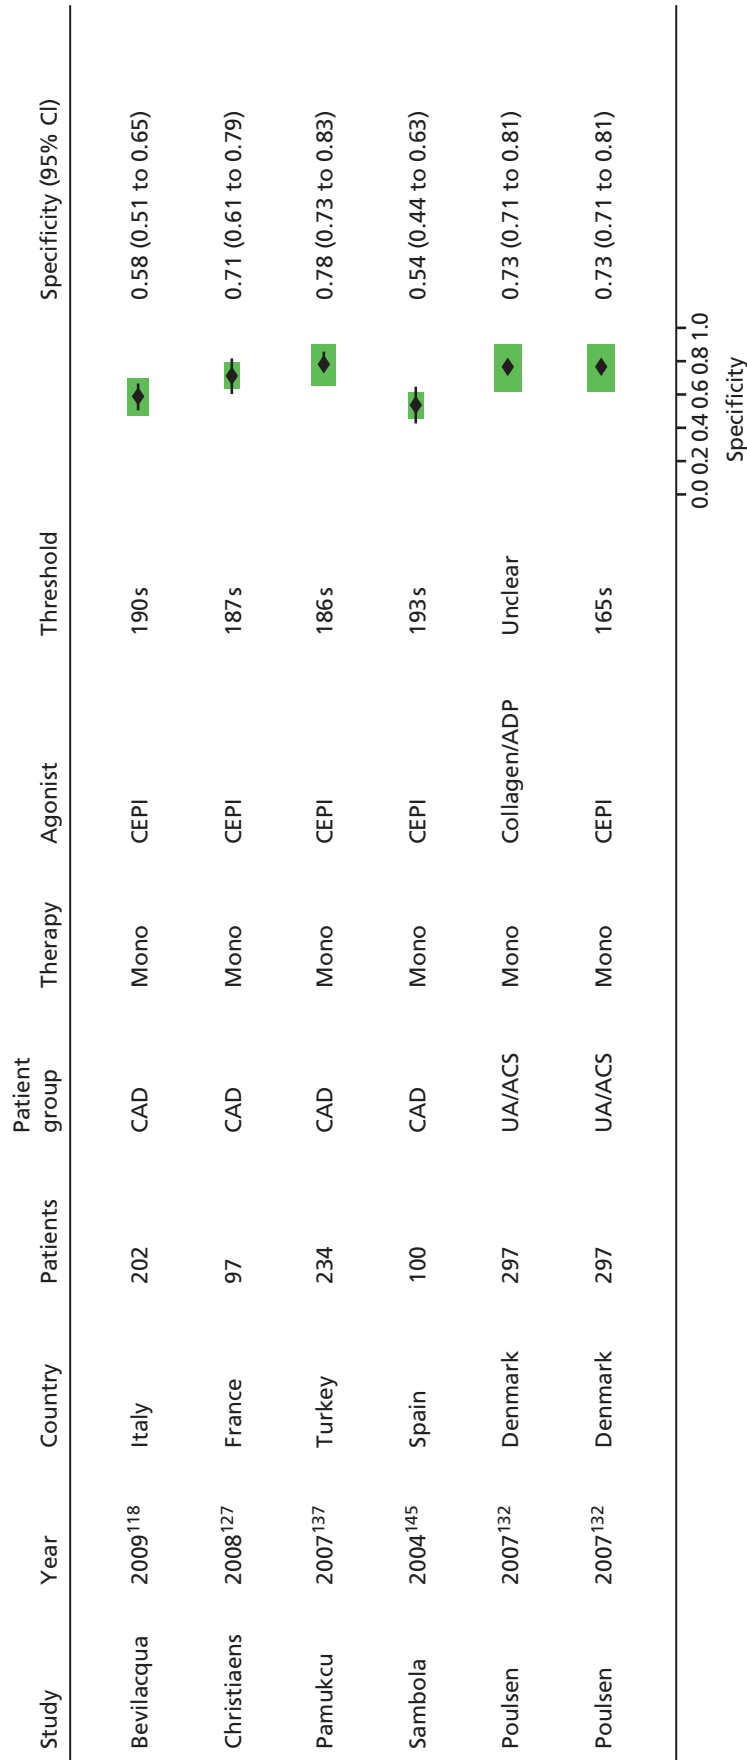 Study Year Country Patients Patient group Therapy Agonist Threshold Specificity (95% CI)
Bevilacqua 2009118 Italy 202 CAD Mono CEPI 190s 0.58 (0.51 to 0.65)
Christiaens 2008127 France 97 CAD Mono CEPI 187s 0.71 (0.61 to 0.79)
Pamukcu 2007137 Turkey 234 CAD Mono CEPI 186s 0.78 (0.73 to 0.83)
Sambola 2004145 Spain 100 CAD Mono CEPI 193s 0.54 (0.44 to 0.63)
Poulsen 2007132 Denmark 297 UA/ACS Mono Collagen/ADP Unclear 0.73 (0.71 to 0.81)
Poulsen 2007132 Denmark 297 UA/ACS Mono CEPI 165s 0.73 (0.71 to 0.81)
0.0 0.2 0.4 0.6 0.8 1.0
Specificity